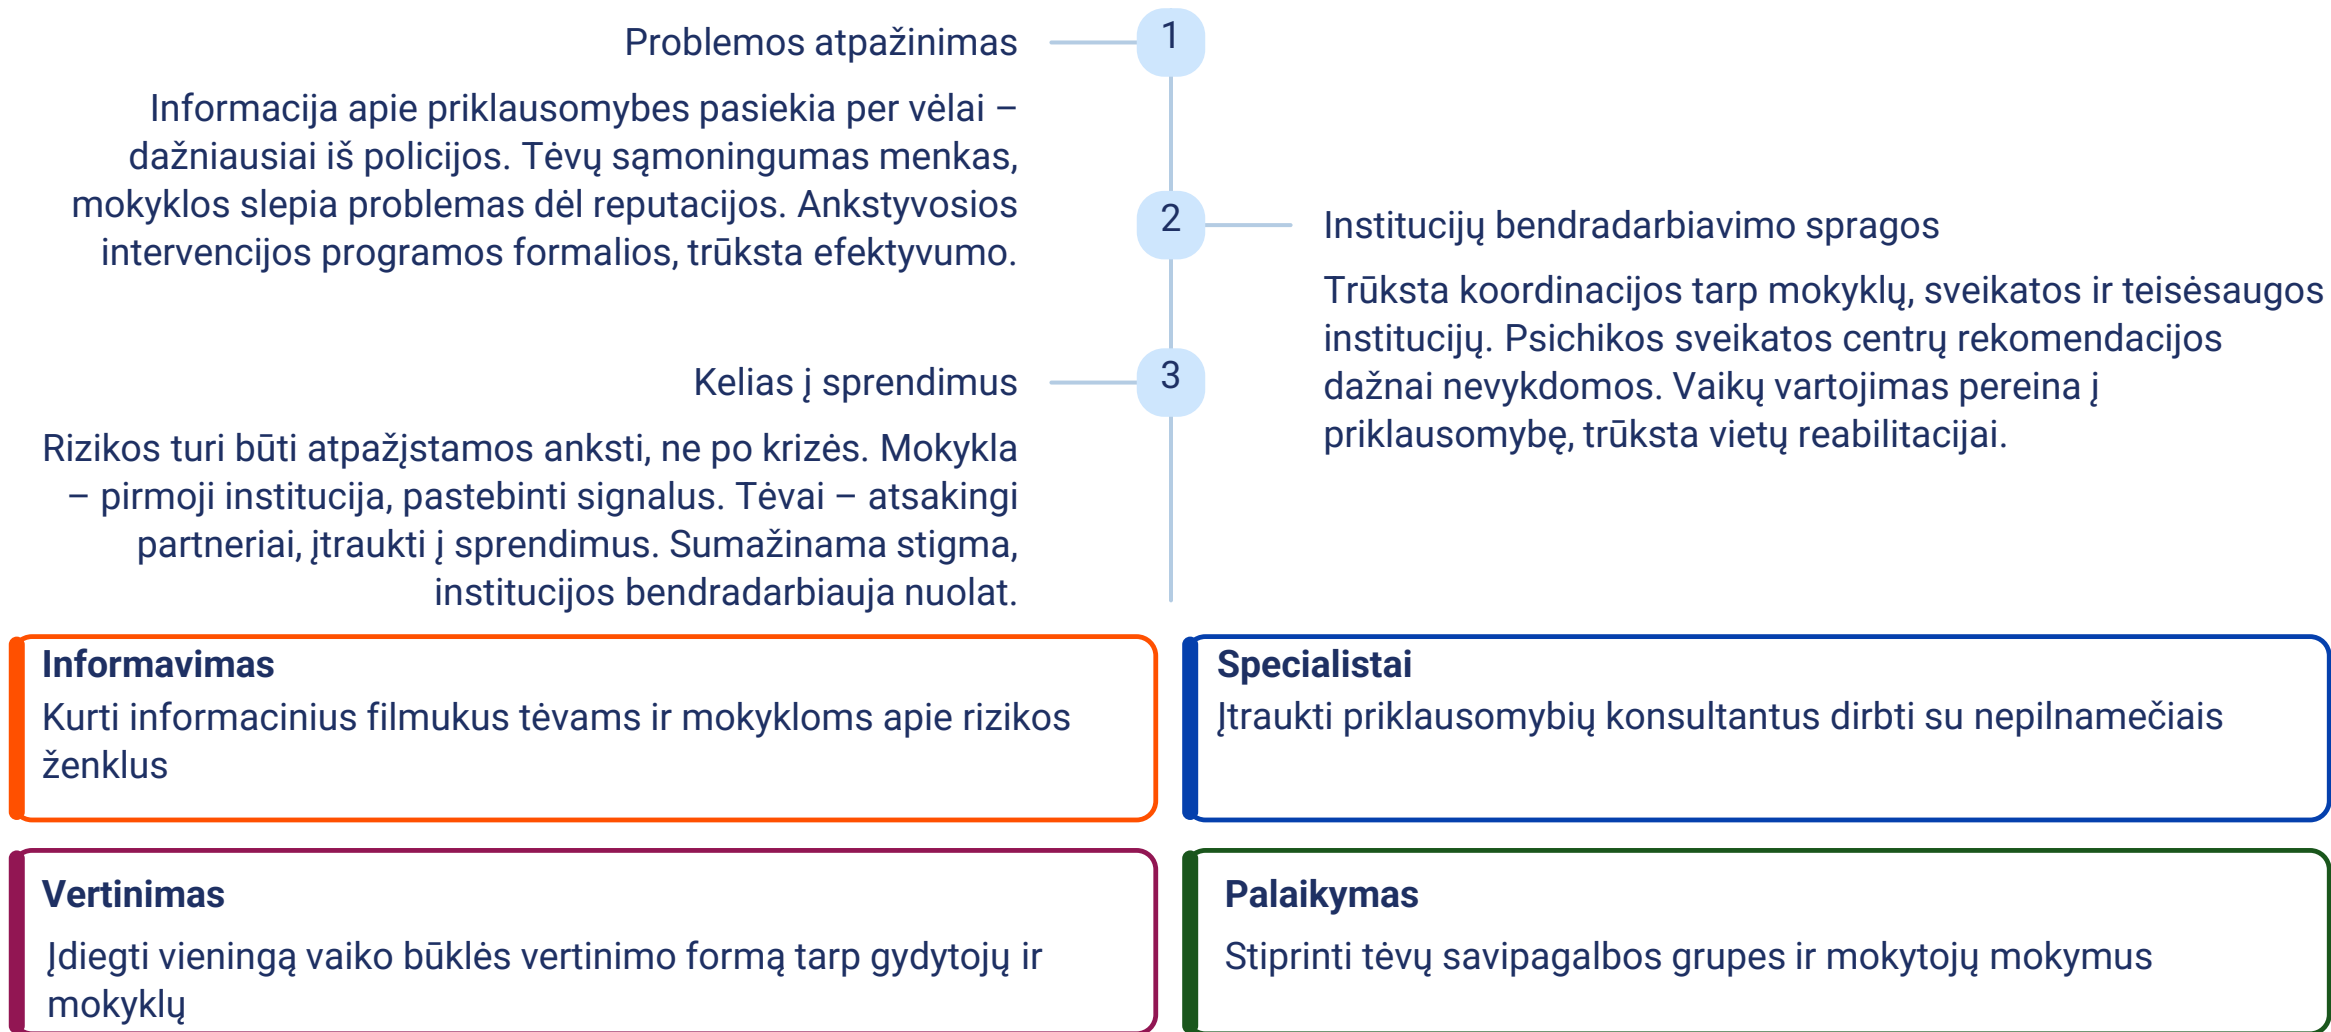 1
Problemos atpažinimas
Informacija apie priklausomybes pasiekia per vėlai –
dažniausiai iš policijos. Tėvų sąmoningumas menkas,
mokyklos slepia problemas dėl reputacijos. Ankstyvosios
intervencijos programos formalios, trūksta efektyvumo.
2
Institucijų bendradarbiavimo spragos
Trūksta koordinacijos tarp mokyklų, sveikatos ir teisėsaugos
institucijų. Psichikos sveikatos centrų rekomendacijos
dažnai nevykdomos. Vaikų vartojimas pereina į
priklausomybę, trūksta vietų reabilitacijai.
3
Kelias į sprendimus
Rizikos turi būti atpažįstamos anksti, ne po krizės. Mokykla
– pirmoji institucija, pastebinti signalus. Tėvai – atsakingi
partneriai, įtraukti į sprendimus. Sumažinama stigma,
institucijos bendradarbiauja nuolat.
Informavimas
Kurti informacinius filmukus tėvams ir mokykloms apie rizikos
ženklus
Specialistai
Įtraukti priklausomybių konsultantus dirbti su nepilnamečiais
Vertinimas
Įdiegti vieningą vaiko būklės vertinimo formą tarp gydytojų ir
mokyklų
Palaikymas
Stiprinti tėvų savipagalbos grupes ir mokytojų mokymus